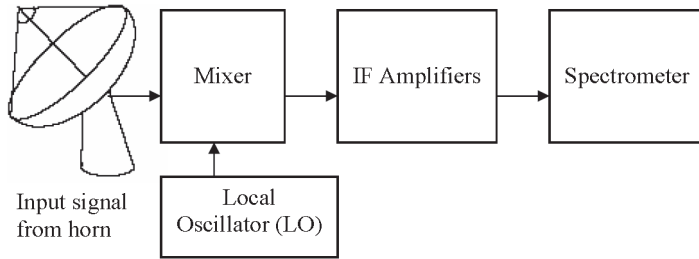 Mixer
IF Amplifiers
Spectrometer
Input signal
from horn
Local
Oscillator (LO)